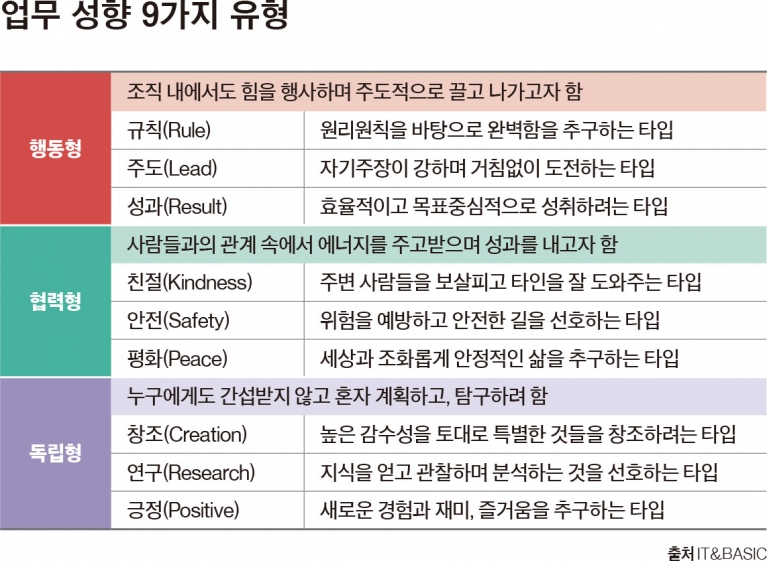 업무 성향 9가지 유형
행동형
조직 내에서도 힘을 행사하며 주도적으로 끌고 나가고자 함
규칙(Rule) 원리원칙을 바탕으로 완벽함을 추구하는 타입
주도(Lead) 자기주장이 강하며 거침없이 도전하는 타입
성과(Result) 효율적이고 목표중심적으로 성취하려는 타입
협력형
사람들과의 관계 속에서 에너지를 주고받으며 성과를 내고자 함
친절(Kindness) 주변 사람들을 보살피고 타인을 잘 도와주는 타입
안전(Safety) 위험을 예방하고 안전한 길을 선호하는 타입
평화(Peace) 세상과 조화롭게 안정적인 삶을 추구하는 타입
독립형
누구에게도 간섭받지 않고 혼자 계획하고, 탐구하려 함
창조(Creation) 높은 감수성을 토대로 특별한 것들을 창조하려는 타입
연구(Research) 지식을 얻고 관찰하며 분석하는 것을 선호하는 타입
긍정(Positive) 새로운 경험과 재미, 즐거움을 추구하는 타입
출처 IT&BASIC